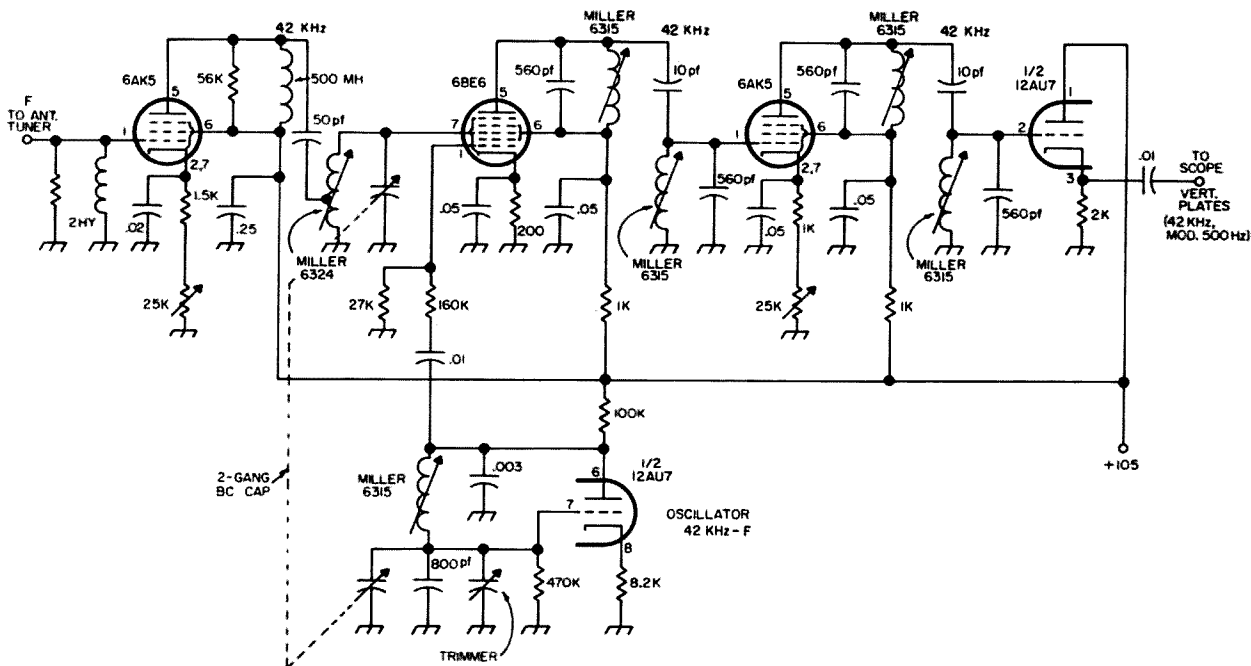 42 KHz
6AK5
56K
500 MH
5
6
1
F
TO ANT.
TUNER
2HY
2,7
.02
1.5K
.25
25K
50pf
MILLER
6324
MILLER
6315
42 KHz
6BE6
560pf
5
7
6
1
.05
200
.05
27K
160K
.01
1K
10pf
560pf
MILLER
6315
6AK5
5
1
6
2,7
.05
1K
25K
560pf
MILLER
6315
42 KHz
.05
1K
10pf
MILLER
6315
560pf
1/2
12AU7
1
2
3
2K
.01
TO
SCOPE
VERT.
PLATES
(42 KHz,
MOD. 500Hz)
+105
100K
2-GANG
BC CAP
MILLER
6315
.003
6
1/2
12AU7
7
8
OSCILLATOR
42 KHz-F
800pf
470K
8.2K
TRIMMER